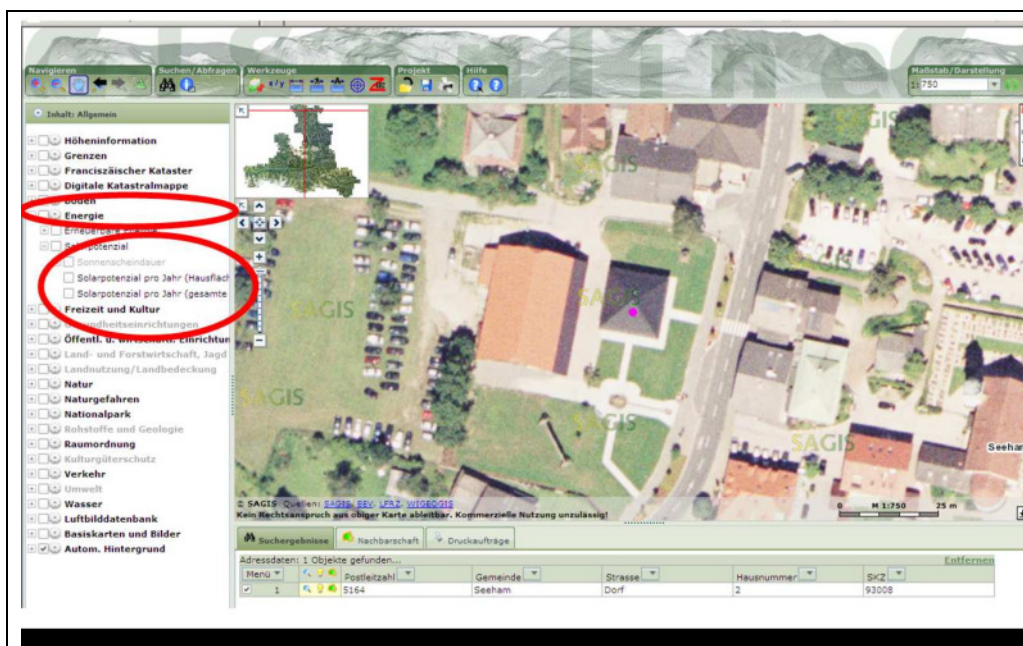 Navigieren
Suchen/Abfragen
Werkzeuge
Projekt
Hilfe
Maßstab/Darstellung
1: 750
Inhalt: Allgemein
Höheninformation
Grenzen
Franciszäischer Kataster
Digitale Katastralmappe
Boden
Energie
Erneuerbare Energie
Solarpotenzial
Sonnenscheindauer
Solarpotenzial pro Jahr (Hausfläch
Solarpotenzial pro Jahr (gesamte
Freizeit und Kultur
Gesundheitseinrichtungen
Öffentl. u. wirtschaftl. Einrichtun
Land- und Forstwirtschaft, Jagd
Landnutzung/Landbedeckung
Natur
Naturgefahren
Nationalpark
Rohstoffe und Geologie
Raumordnung
Kulturgüterschutz
Verkehr
Umwelt
Wasser
Luftbilddatenbank
Basiskarten und Bilder
Autom. Hintergrund
SAGIS
SAGIS
SAGIS
SAGIS
SAGIS
SAGIS
SAGIS
Seeham
© SAGIS Quellen: SAGIS, BEV, LFRZ, WIGEOGIS
Kein Rechtsanspruch aus obiger Karte ableitbar. Kommerzielle Nutzung unzulässig!
0 M 1:750 25 m
Suchergebnisse
Nachbarschaft
Druckaufträge
Adressdaten: 1 Objekte gefunden...
Entfernen
Menü Postleitzahl Gemeinde Strasse Hausnummer SKZ
1 5164 Seeham Dorf 2 93008